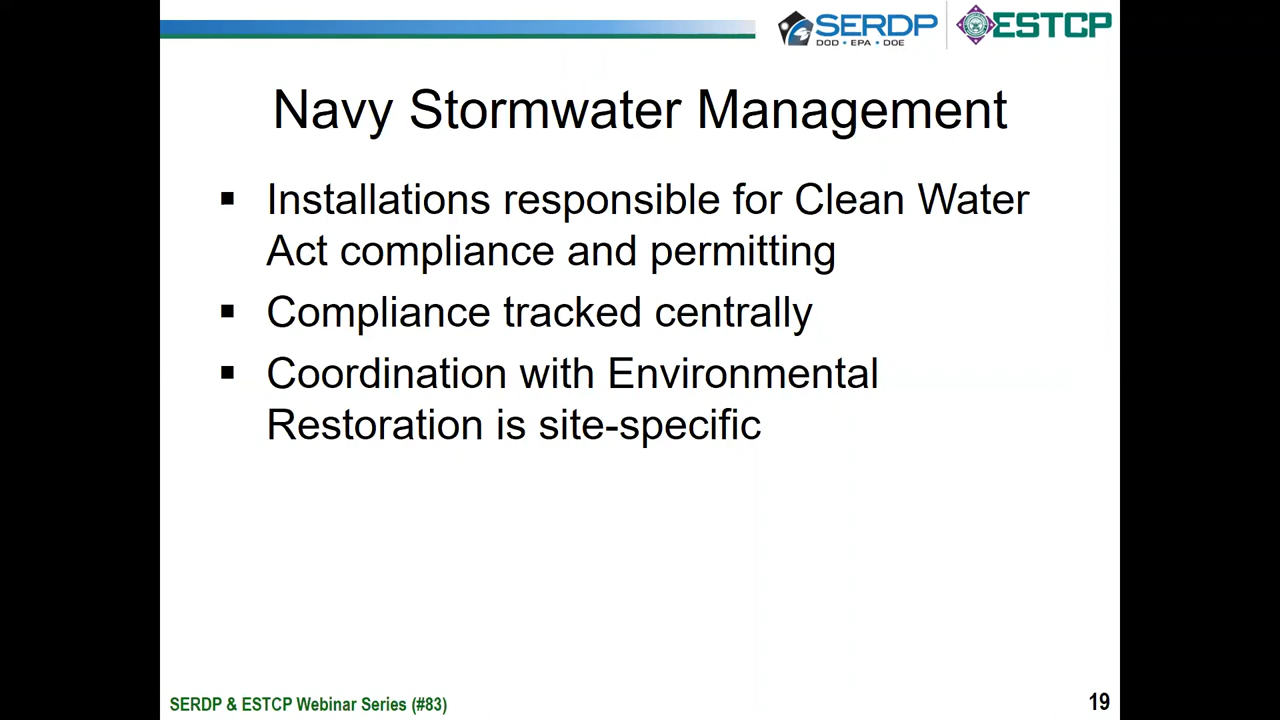 SERDP
DOD • EPA • DOE
ESTCP
Navy Stormwater Management
▪ Installations responsible for Clean Water
Act compliance and permitting
▪ Compliance tracked centrally
▪ Coordination with Environmental
Restoration is site-specific
SERDP & ESTCP Webinar Series (#83)
19